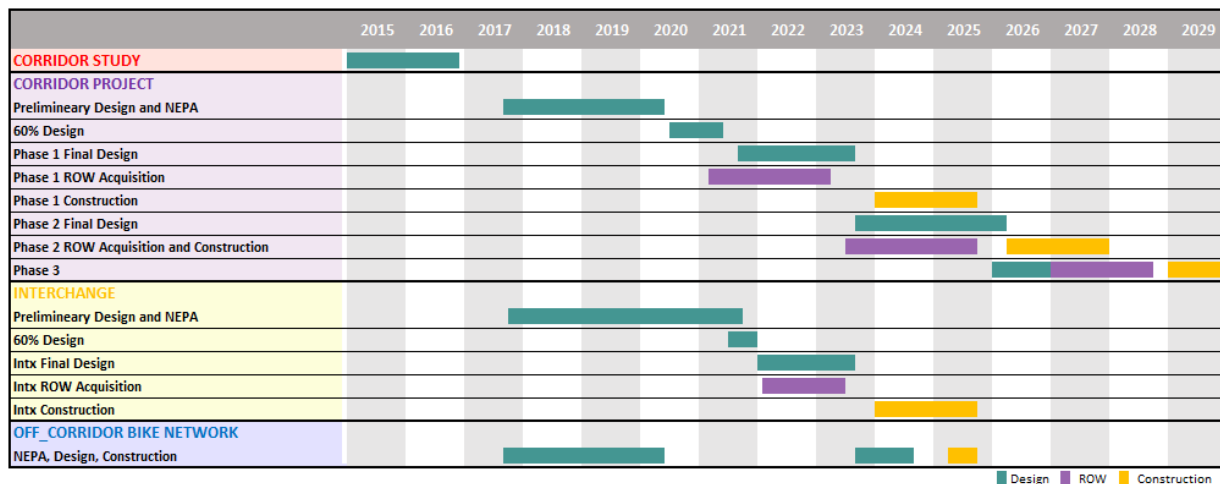 2015 2016 2017 2018 2019 2020 2021 2022 2023 2024 2025 2026 2027 2028 2029
CORRIDOR STUDY
CORRIDOR PROJECT
Prelimineary Design and NEPA
60% Design
Phase 1 Final Design
Phase 1 ROW Acquisition
Phase 1 Construction
Phase 2 Final Design
Phase 2 ROW Acquisition and Construction
Phase 3
INTERCHANGE
Prelimineary Design and NEPA
60% Design
Intx Final Design
Intx ROW Acquisition
Intx Construction
OFF_CORRIDOR BIKE NETWORK
NEPA, Design, Construction
Design ROW Construction